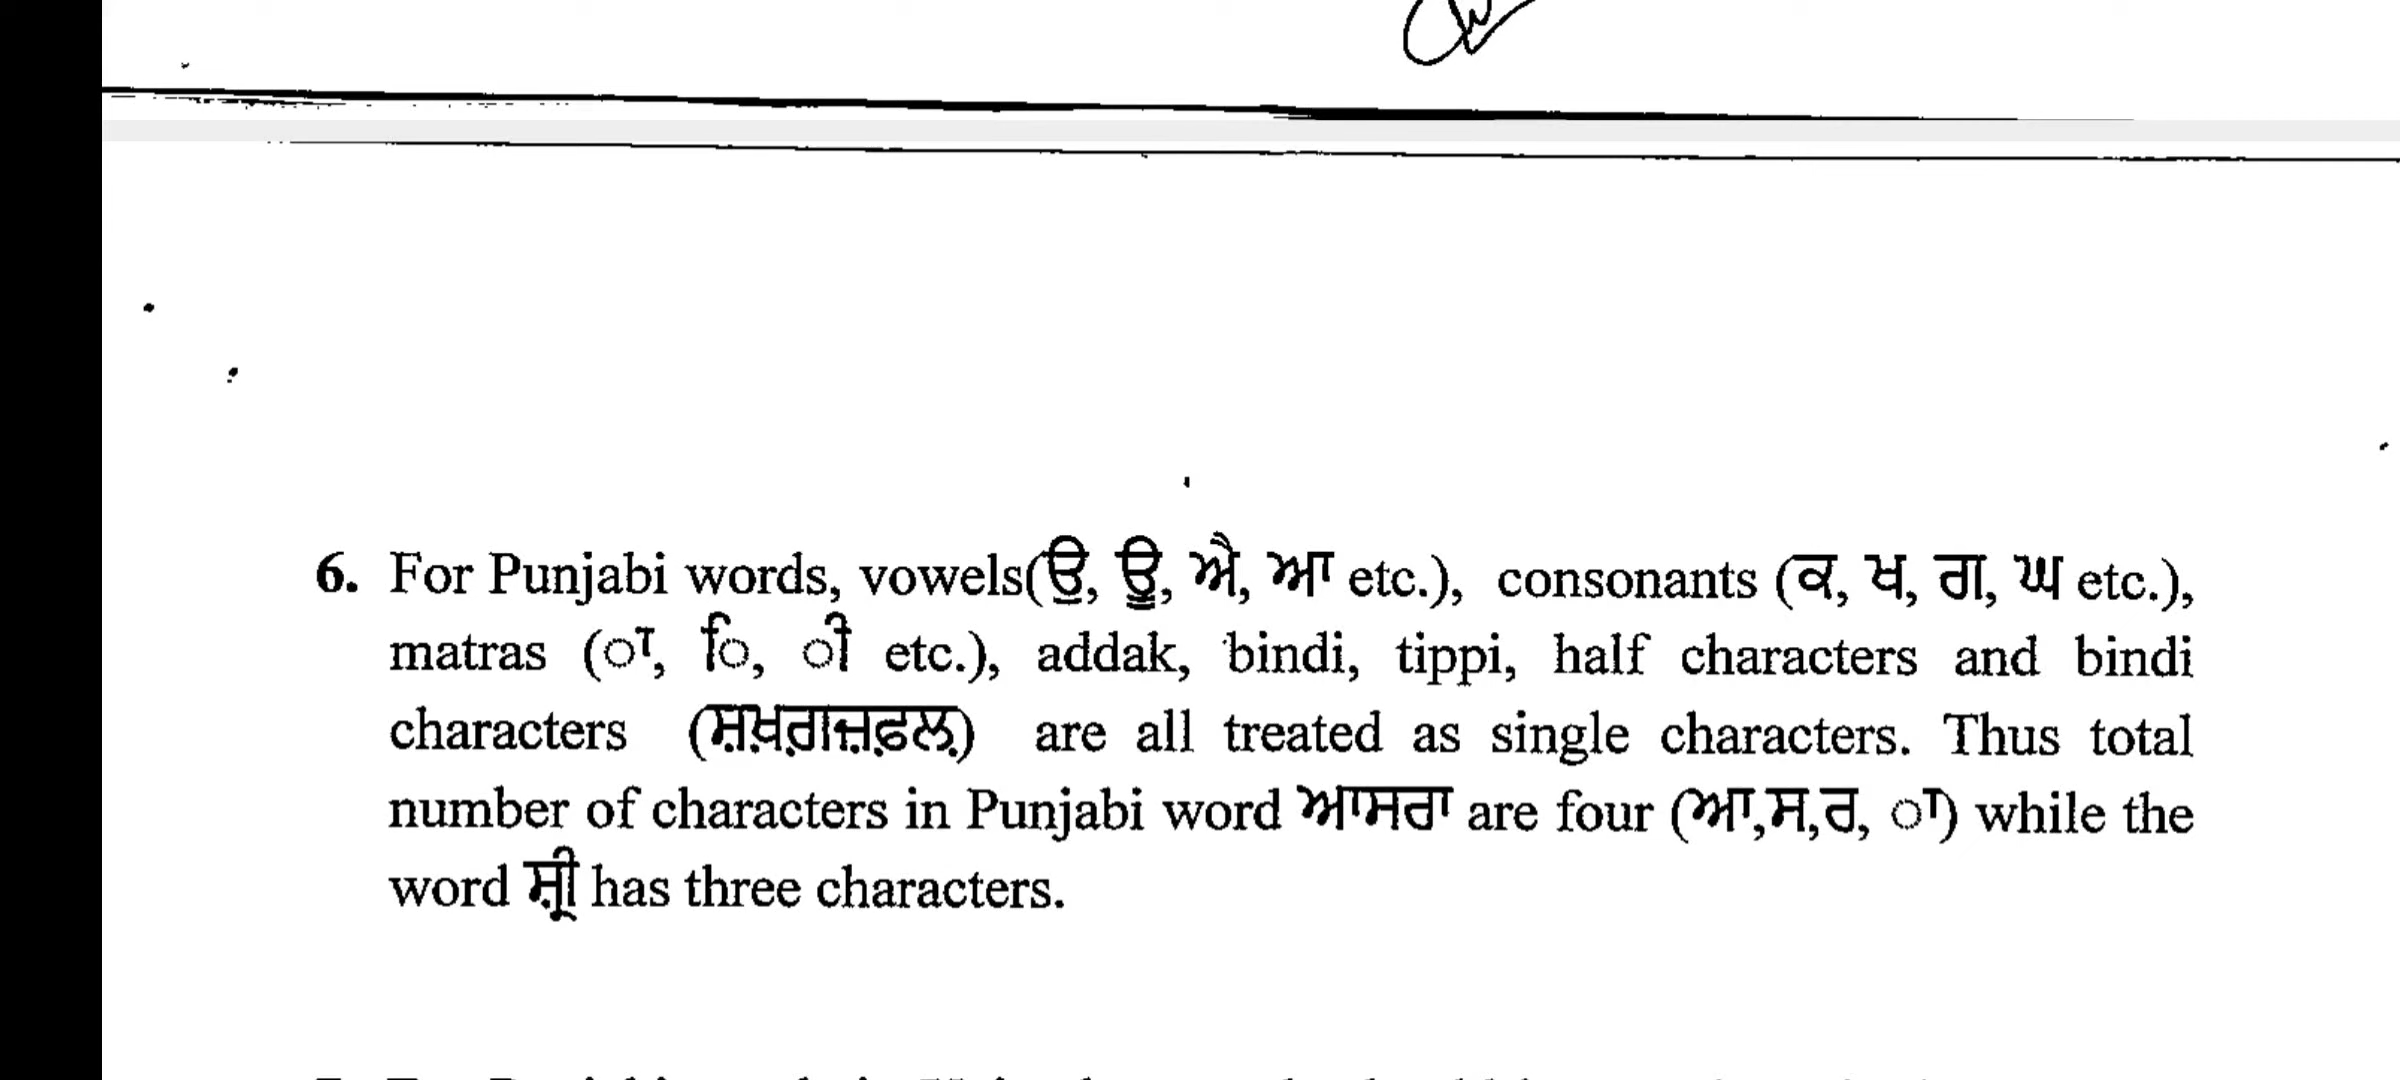 6. For Punjabi words, vowels(ਉ, ਊ, ਐ, ਆ etc.), consonants (ਕ, ਖ, ਗ, ਘ etc.),
matras (ਾ, ਿ, ੀ etc.), addak, bindi, tippi, half characters and bindi
characters (ਸ਼ਖ਼ਗ਼ਜ਼ਫ਼ਲ਼) are all treated as single characters. Thus total
number of characters in Punjabi word ਆਸਰਾ are four (ਆ,ਸ,ਰ, ਾ) while the
word ਸ਼੍ਰੀ has three characters.